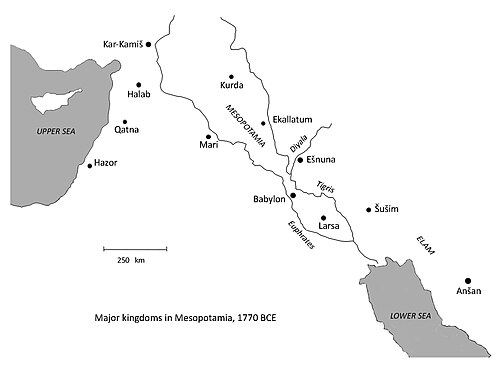 Kar-Kamiš
Kurda
Halab
MESOPOTAMIA
Ekallatum
UPPER SEA
Qatna
Mari
Diyala
Ešnuna
Hazor
Tigris
Babylon
Šušim
Larsa
Euphrates
ELAM
250 km
Anšan
Major kingdoms in Mesopotamia, 1770 BCE
LOWER SEA